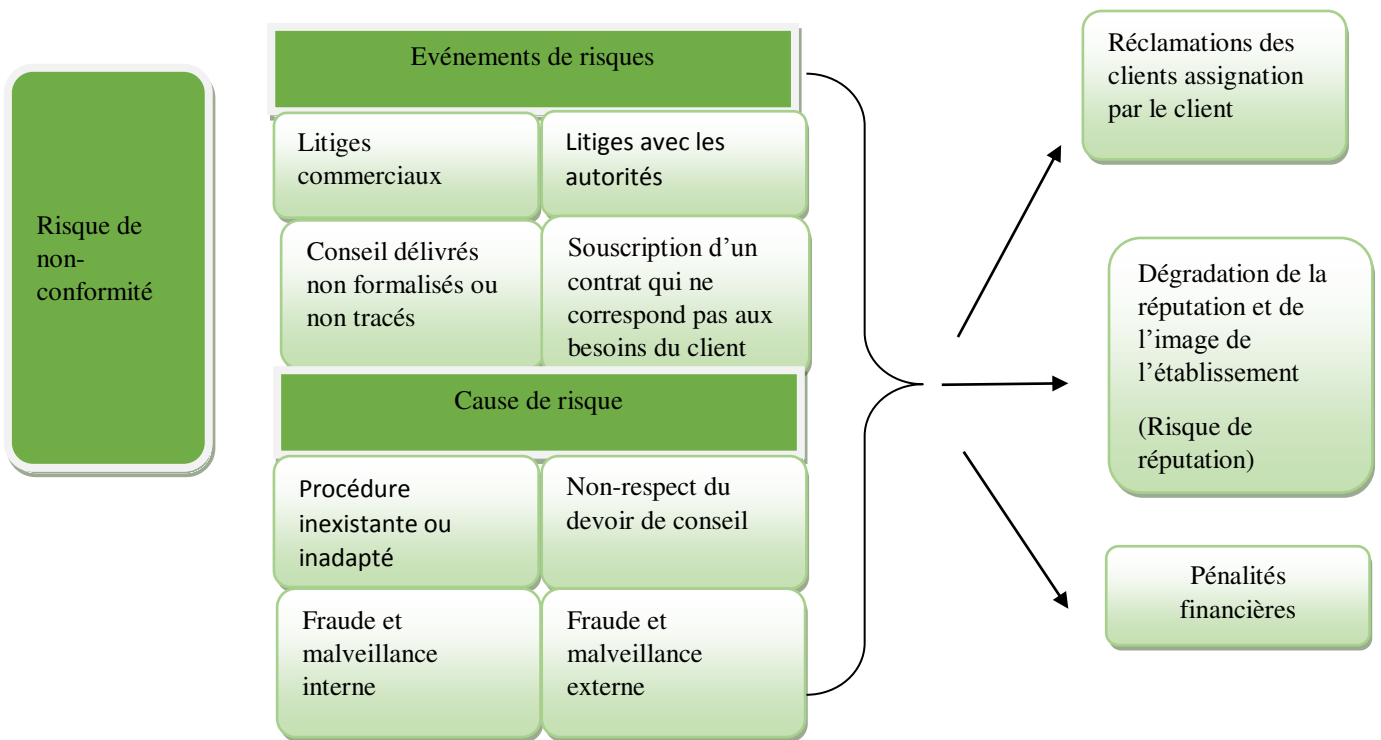 Risque de
non-
conformité
Evénements de risques
Litiges
commerciaux
Litiges avec les
autorités
Conseil délivrés
non formalisés ou
non tracés
Souscription d’un
contrat qui ne
correspond pas aux
besoins du client
Cause de risque
Procédure
inexistante ou
inadapté
Non-respect du
devoir de conseil
Fraude et
malveillance
interne
Fraude et
malveillance
externe
Réclamations des
clients assignation
par le client
Dégradation de la
réputation et de
l’image de
l’établissement
(Risque de
réputation)
Pénalités
financières